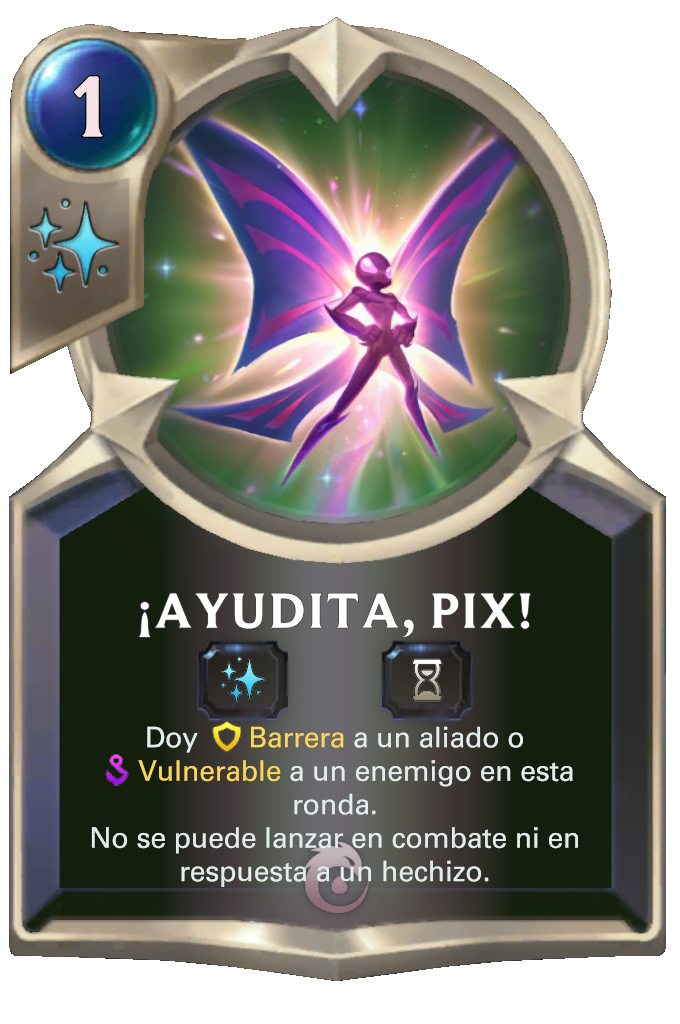 1
¡AYUDITA, PIX!
Doy Barrera a un aliado o
Vulnerable a un enemigo en esta
ronda.
No se puede lanzar en combate ni en
respuesta a un hechizo.